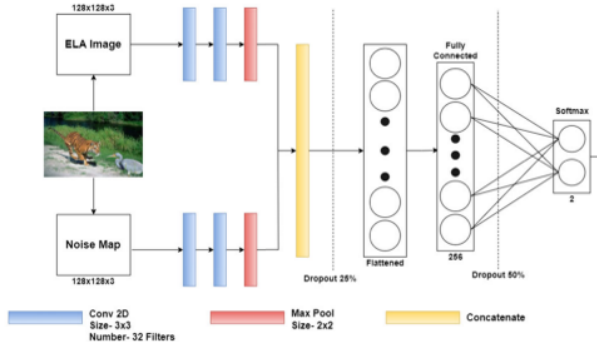 128x128x3
ELA Image
Noise Map
128x128x3
Dropout 25%
Flattened
Fully
Connected
256
Dropout 50%
Softmax
2
Conv 2D
Size- 3x3
Number- 32 Filters
Max Pool
Size- 2x2
Concatenate